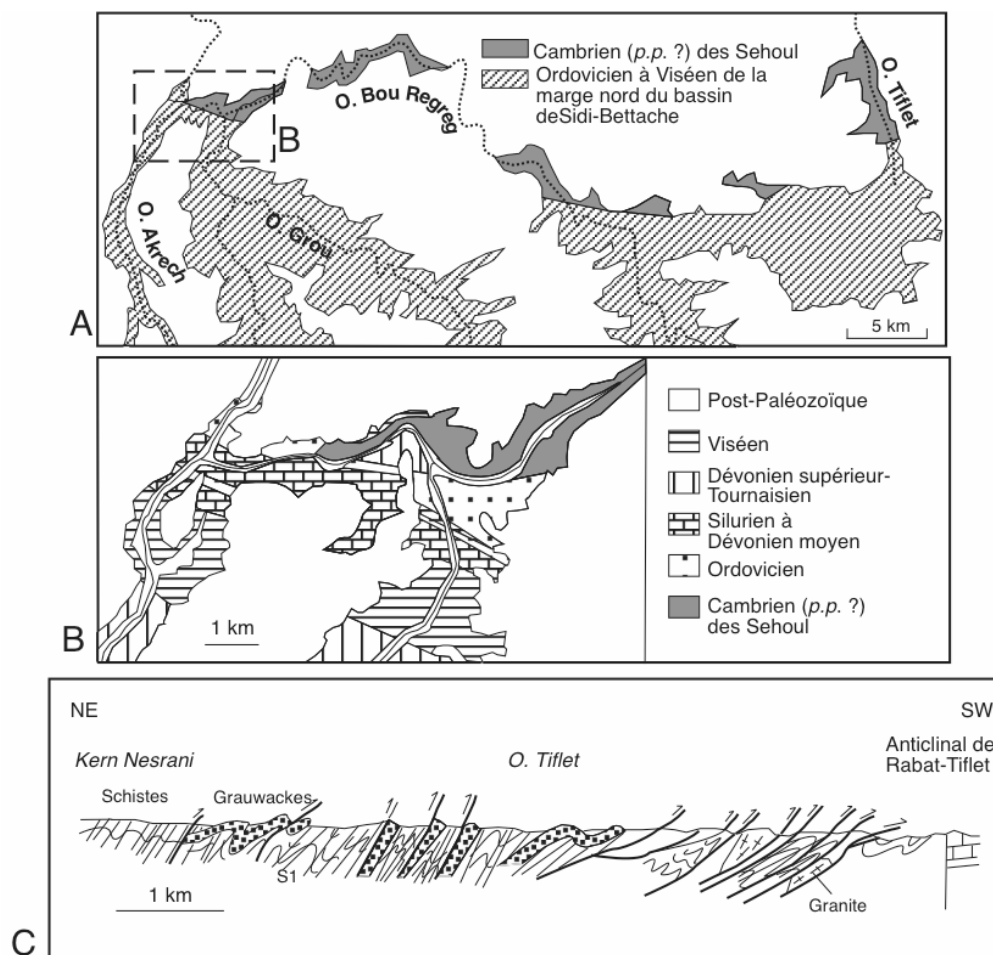 Cambrien (p.p. ?) des Sehoul
Ordovicien à Viséen de la
marge nord du bassin
deSidi-Bettache
O. Tiflet
O. Bou Regreg
B
O. Akrech
O. Grou
A
5 km
Post-Paléozoïque
Viséen
Dévonien supérieur-
Tournaisien
Silurien à
Dévonien moyen
Ordovicien
Cambrien (p.p. ?)
des Sehoul
B
1 km
NE
SW
Kern Nesrani
O. Tiflet
Anticlinal de
Rabat-Tiflet
Schistes
Grauwackes
S1
1 km
Granite
C